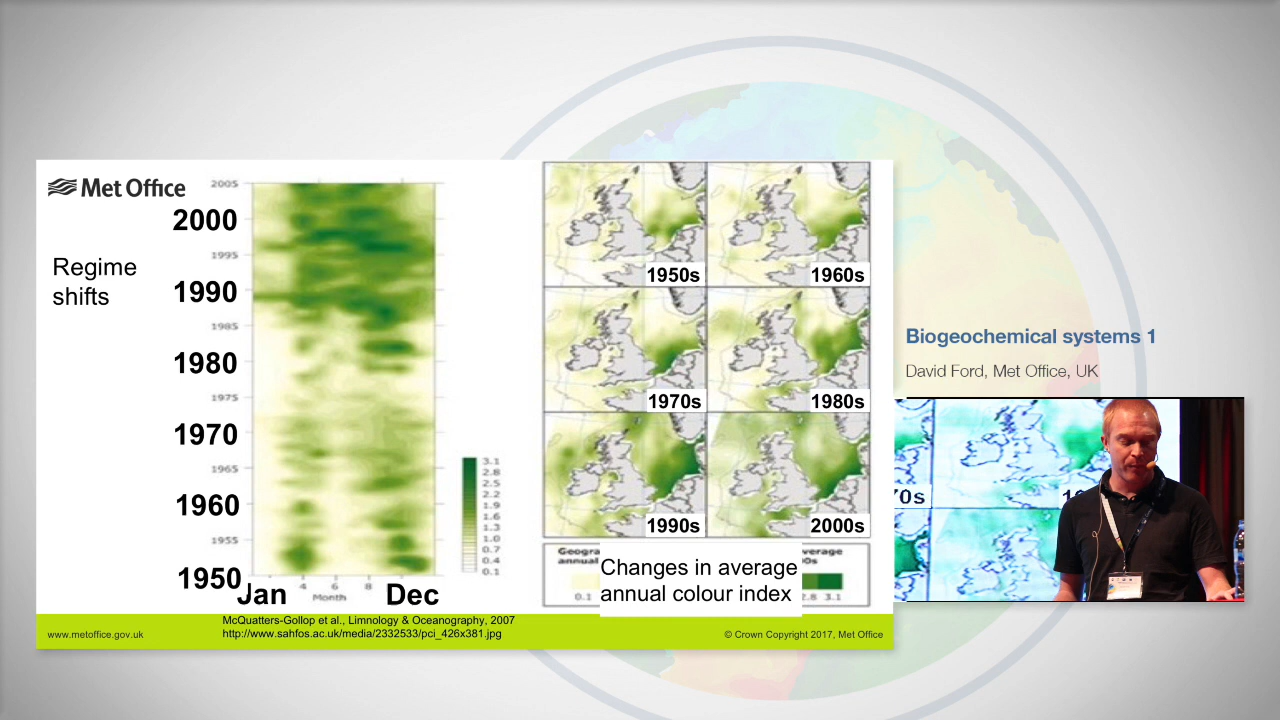 Met Office
Regime
shifts
2005
2000
1995
1990
1985
1980
1975
1970
1965
1960
1955
1950
4 6 8
Month
Jan Dec
3.1
2.8
2.5
2.2
1.9
1.6
1.3
1.0
0.7
0.4
0.1
1950s
1960s
1970s
1980s
1990s
2000s
annual
0.1
Changes in average
annual colour index
2.8 3.1
McQuatters-Gollop et al., Limnology & Oceanography, 2007
http://www.sahfos.ac.uk/media/2332533/pci_426x381.jpg
www.metoffice.gov.uk
© Crown Copyright 2017, Met Office
Biogeochemical systems 1
David Ford, Met Office, UK